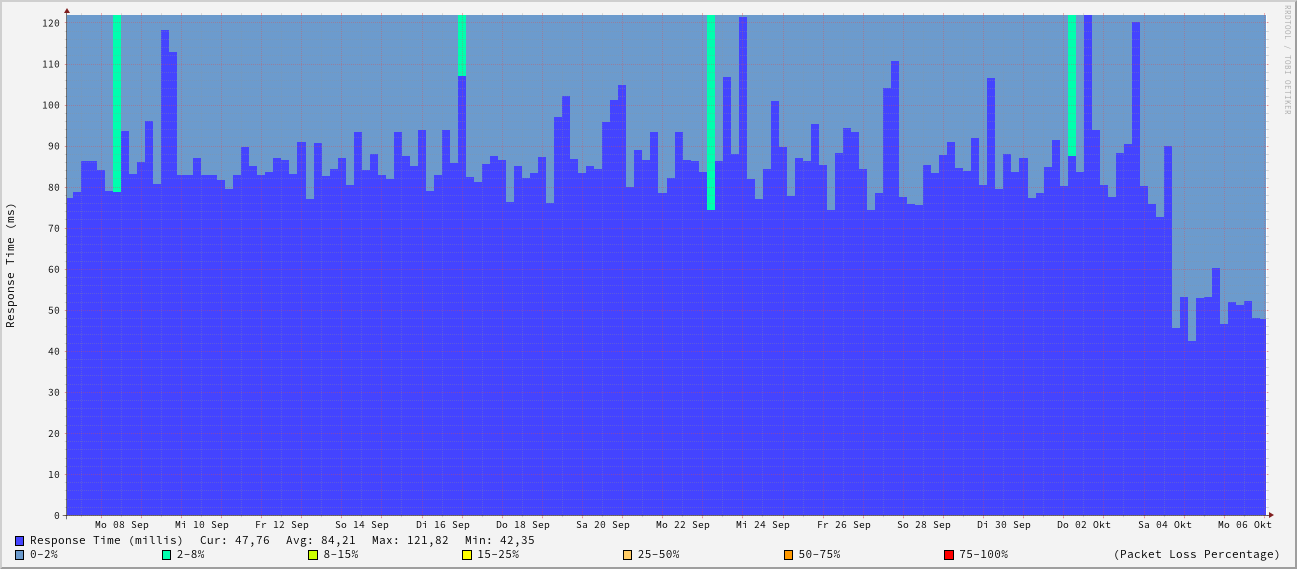 RRDTOOL / TOBI OETIKER
Response Time (ms)
120
110
100
90
80
70
60
50
40
30
20
10
0
Mo 08 Sep Mi 10 Sep Fr 12 Sep So 14 Sep Di 16 Sep Do 18 Sep Sa 20 Sep Mo 22 Sep Mi 24 Sep Fr 26 Sep So 28 Sep Di 30 Sep Do 02 Okt Sa 04 Okt Mo 06 Okt
Response Time (millis) Cur: 47,76 Avg: 84,21 Max: 121,82 Min: 42,35
0-2% 2-8% 8-15% 15-25% 25-50% 50-75% 75-100% (Packet Loss Percentage)